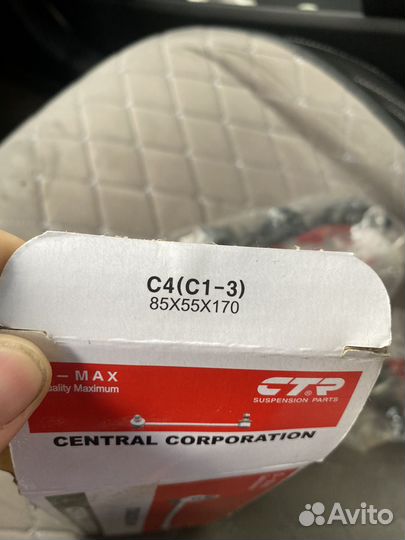 C4(C1-3)
85X55X170
-MAX
uality Maximum
CTR®
SUSPENSION PARTS
CENTRAL CORPORATION
Avito